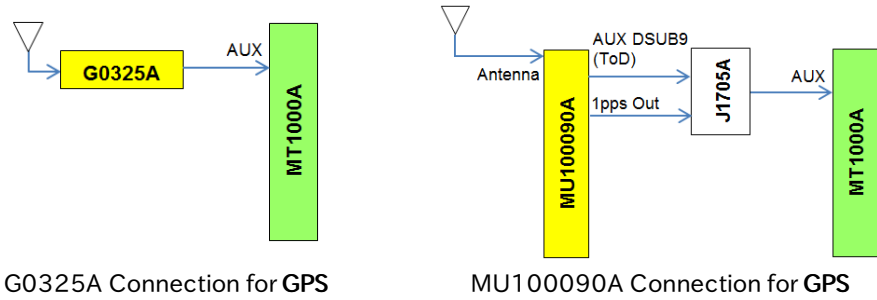 G0325A
AUX
MT1000A
G0325A Connection for GPS
Antenna
MU100090A
AUX DSUB9
(ToD)
1pps Out
J1705A
AUX
MT1000A
MU100090A Connection for GPS